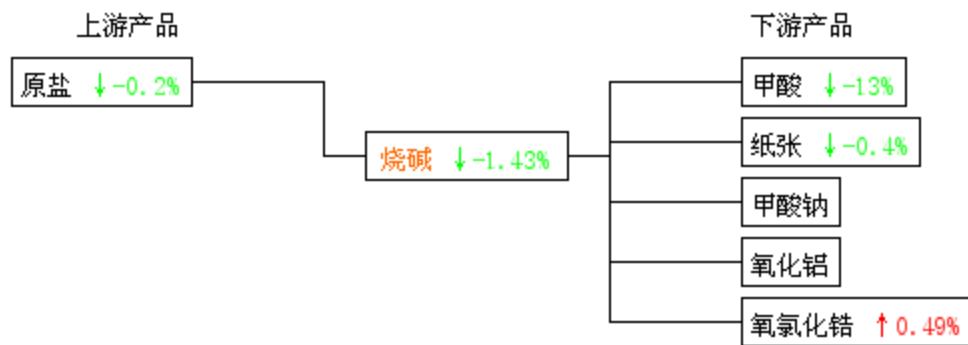 上游产品
下游产品
原盐 ↓-0.2%
甲酸 ↓-13%
纸张 ↓-0.4%
烧碱 ↓-1.43%
甲酸钠
氧化铝
氧氯化锆 ↑0.49%